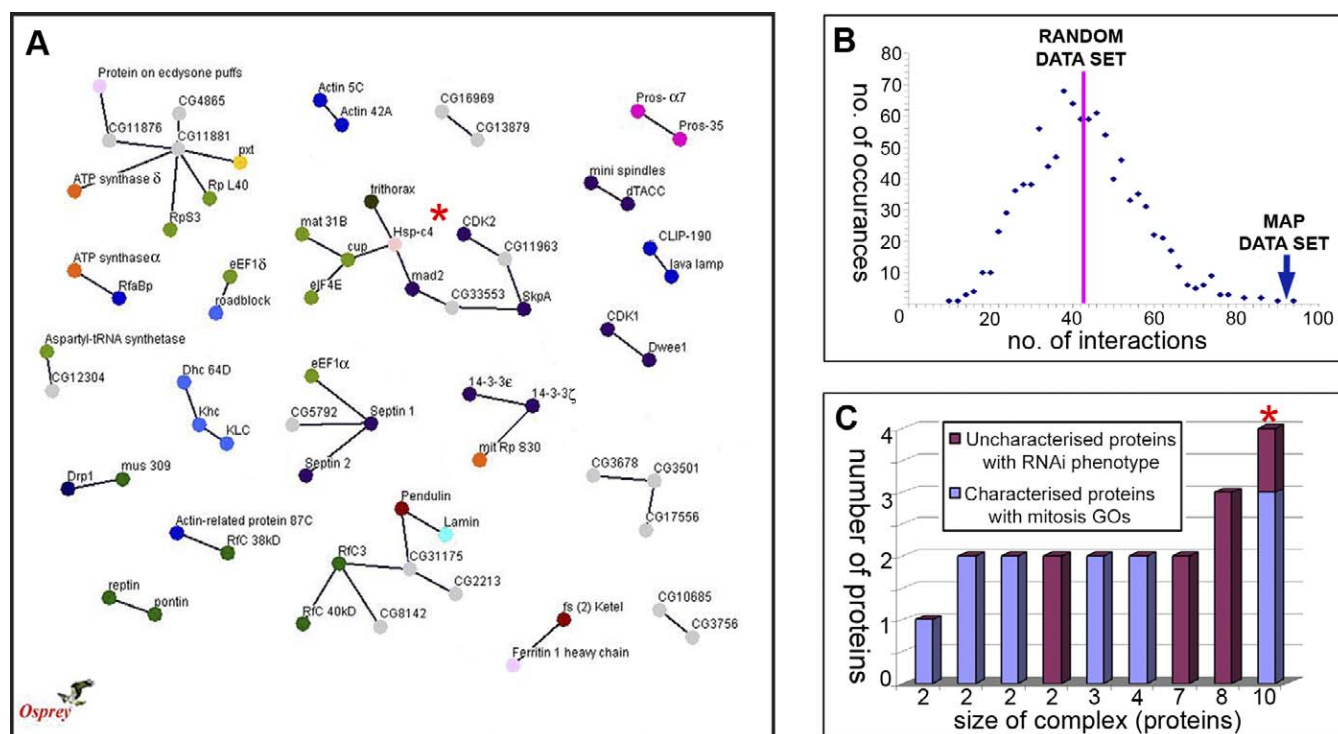 A
Protein on ecdysone puffs
CG4865
CG11876
CG11881
pxt
ATP synthase δ
Rp L40
RpS3
Actin 5C
Actin 42A
CG16969
CG13879
Pros- α7
Pros-35
mini spindles
dTACC
trithorax
*
mat 31B
Hsp-c4
CDK2
cup
CG11963
eIF4E
mad2
CG33553
SkpA
CLIP-190
lava lamp
ATP synthaseα
RfaBp
eEF1δ
roadblock
CDK1
Dwee1
Aspartyl-tRNA synthetase
CG12304
Dhc 64D
Khc
KLC
eEF1α
CG5792
Septin 1
Septin 2
14-3-3ε
14-3-3ζ
mit Rp S30
Drp1
mus 309
CG3678
CG3501
CG17556
Actin-related protein 87C
RfC 38kD
Pendulin
Lamin
RfC3
CG31175
CG2213
RfC 40kD
CG8142
reptin
pontin
fs (2) Ketel
Ferritin 1 heavy chain
CG10685
CG3756
Osprey
B
RANDOM
DATA SET
MAP
DATA SET
no. of occurances
80
70
60
50
40
30
20
10
0
20
40
60
80
100
no. of interactions
C
*
Uncharacterised proteins
with RNAi phenotype
Characterised proteins
with mitosis GOs
number of proteins
4
3
2
1
0
2 2 2 2 3 4 7 8 10
size of complex (proteins)